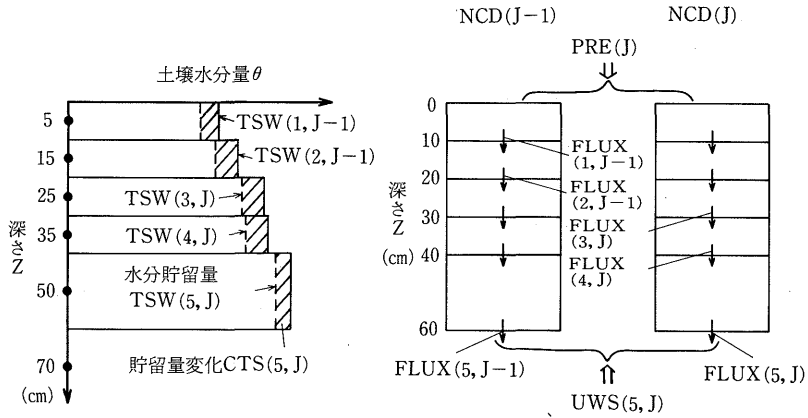 土壌水分量θ
5
15
25
35
50
70
(cm)
深さZ
TSW(1, J-1)
TSW(2, J-1)
TSW(3, J)
TSW(4, J)
水分貯留量
TSW(5, J)
貯留量変化CTS(5, J)
NCD(J-1)
NCD(J)
PRE(J)
0
10
20
30
40
60
深さZ
(cm)
FLUX
(1, J-1)
FLUX
(2, J-1)
FLUX
(3, J)
FLUX
(4, J)
FLUX(5, J-1)
FLUX(5, J)
UWS(5, J)